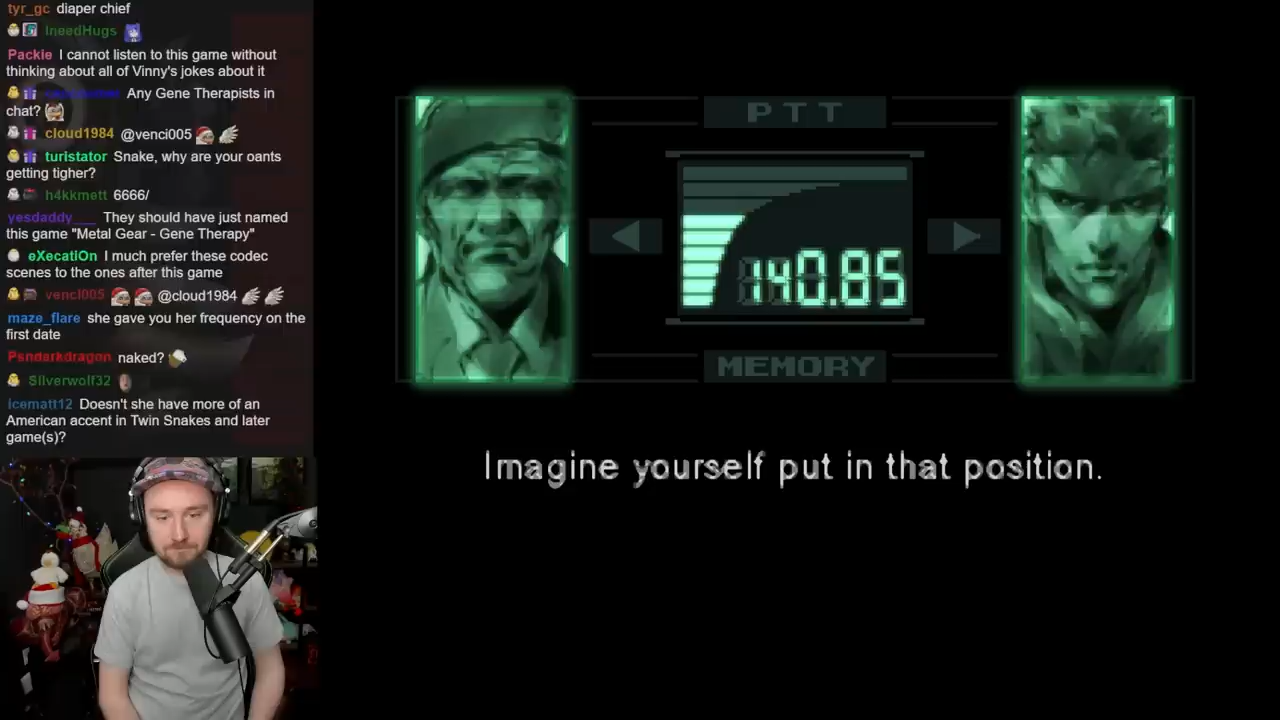 tyr_gc diaper chief
IneedHugs
Packie I cannot listen to this game without
thinking about all of Vinny's jokes about it
Any Gene Therapists in
chat?
cloud1984 @venci005
turistator Snake, why are your oants
getting tigher?
h4kkmett 6666/
yesdaddy___ They should have just named
this game "Metal Gear - Gene Therapy"
eXecatIOn I much prefer these codec
scenes to the ones after this game
venci005 @cloud1984
maze_flare she gave you her frequency on the
first date
Psndarkdragon naked?
Silverwolf32
icematt12 Doesn't she have more of an
American accent in Twin Snakes and later
game(s)?
PTT
140.85
MEMORY
Imagine yourself put in that position.